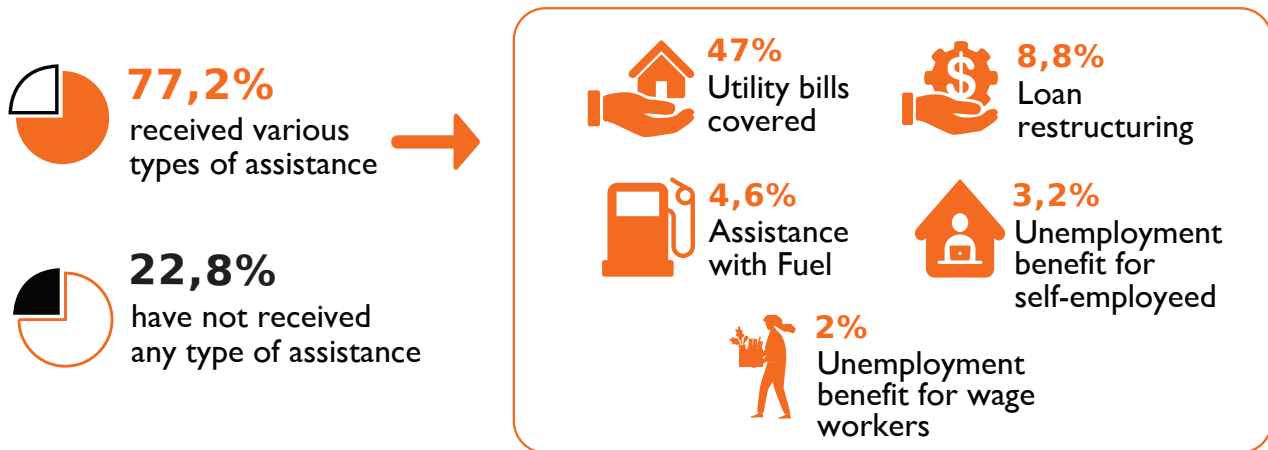 77,2%
received various
types of assistance
22,8%
have not received
any type of assistance
47%
Utility bills
covered
8,8%
Loan
restructuring
4,6%
Assistance
with Fuel
3,2%
Unemployment
benefit for
self-employeed
2%
Unemployment
benefit for wage
workers